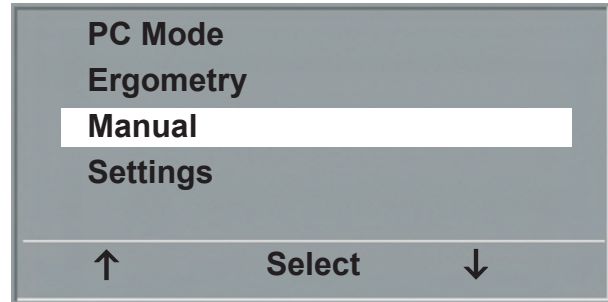 PC Mode
Ergometry
Manual
Settings
↑ Select ↓